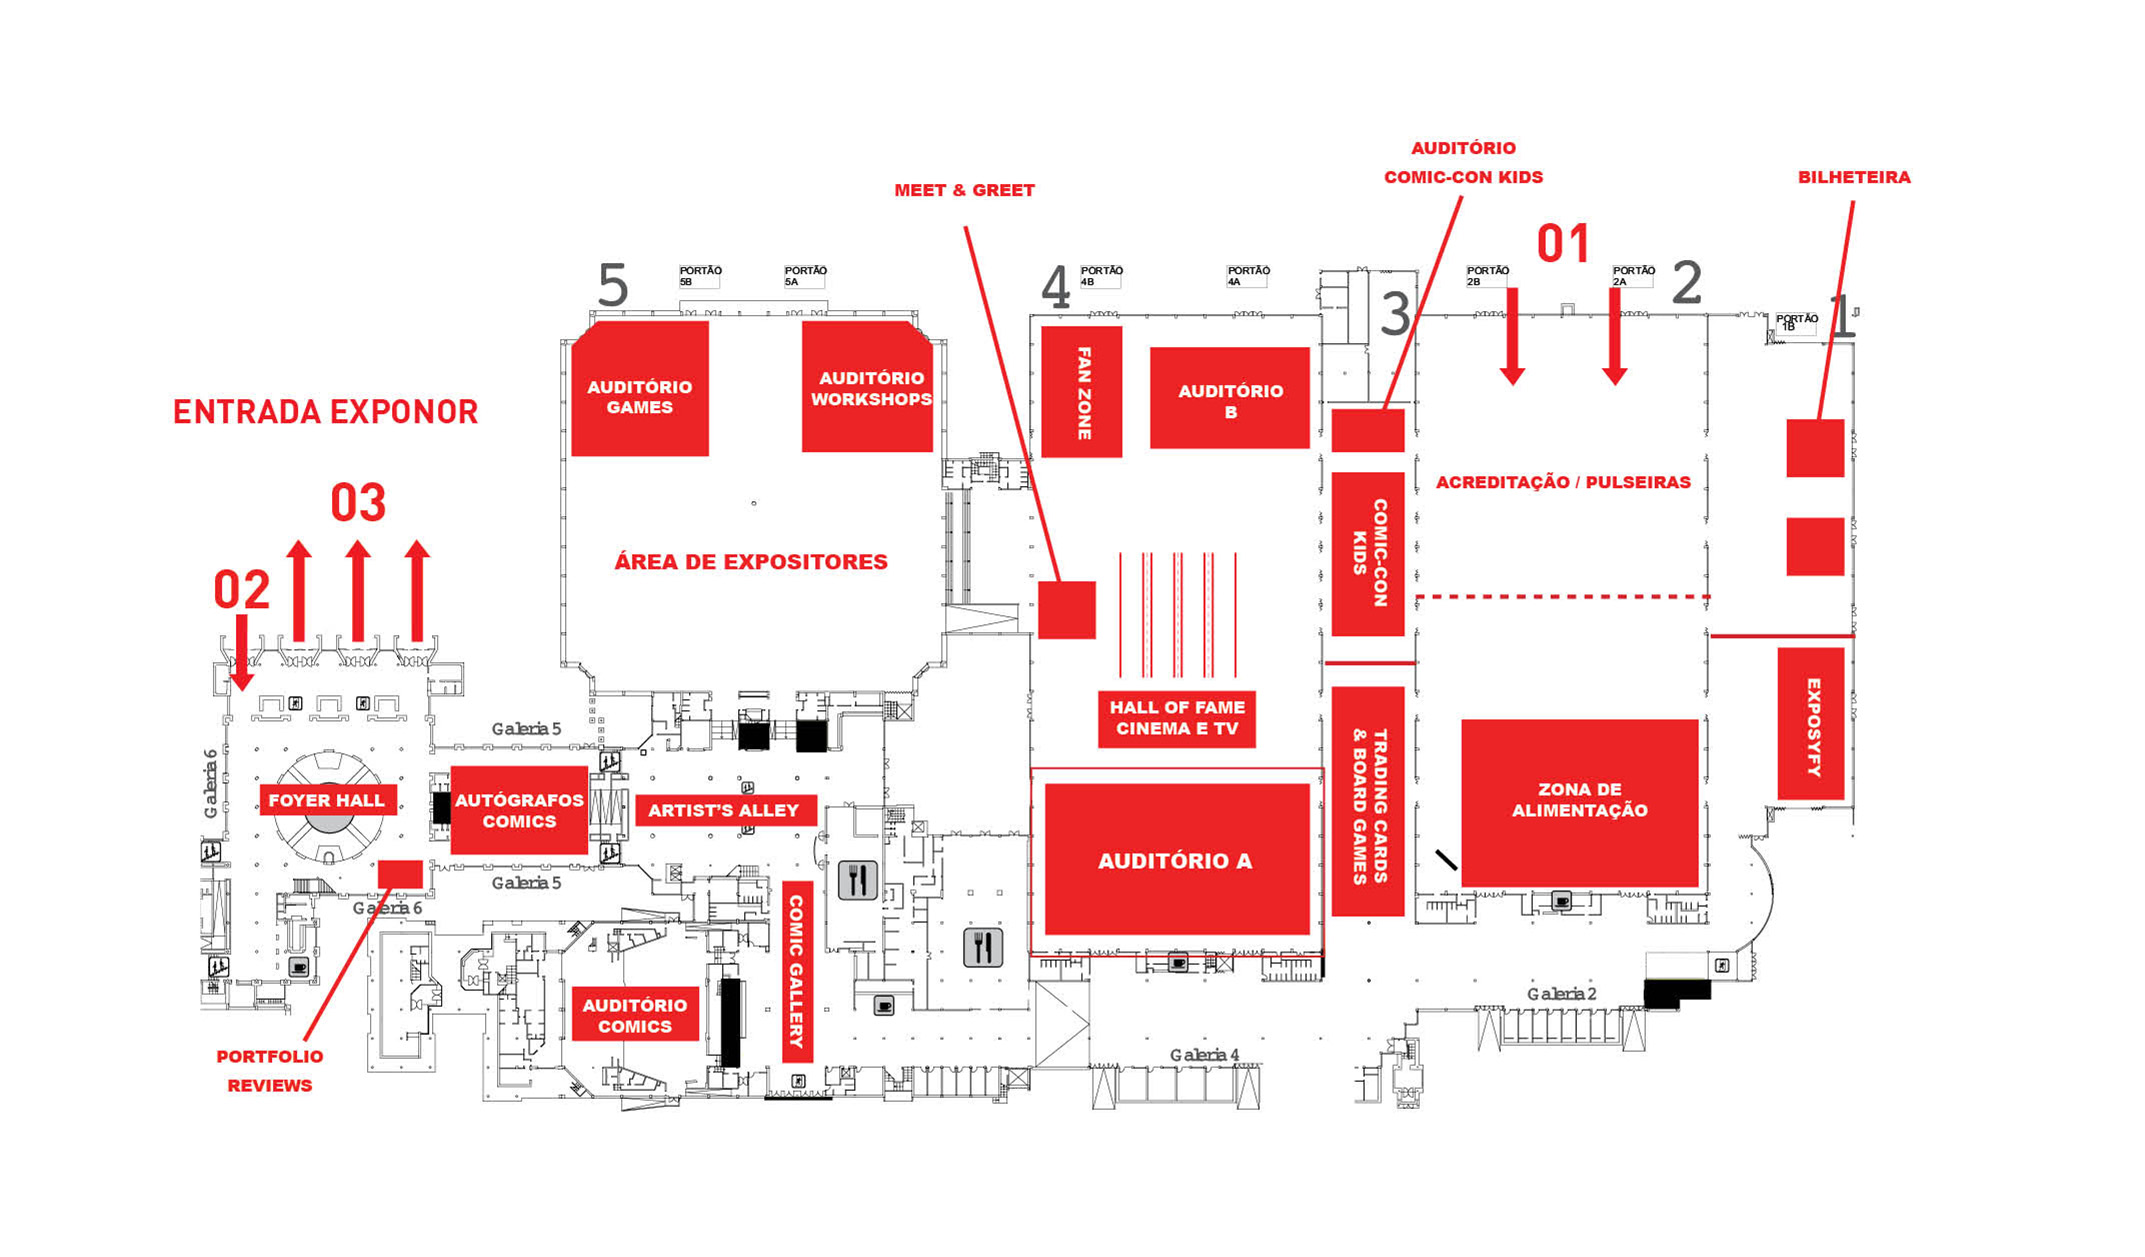 AUDITÓRIO
COMIC-CON KIDS
MEET & GREET
BILHETEIRA
01
5
PORTÃO
5B
PORTÃO
5A
4
PORTÃO
4B
PORTÃO
4A
3
PORTÃO
2B
PORTÃO
2A
2
1
PORTÃO
1B
AUDITÓRIO
GAMES
AUDITÓRIO
WORKSHOPS
FAN ZONE
AUDITÓRIO
B
ENTRADA EXPONOR
ACREDITAÇÃO / PULSEIRAS
03
COMIC-CON
KIDS
ÁREA DE EXPOSITORES
02
HALL OF FAME
CINEMA E TV
EXPOSYFY
Galeria 5
Galeria 6
TRADING CARDS
& BOARD GAMES
ZONA DE
ALIMENTAÇÃO
FOYER HALL
AUTÓGRAFOS
COMICS
ARTIST'S ALLEY
AUDITÓRIO A
Galeria 5
Galeria 6
COMIC GALLERY
AUDITÓRIO
COMICS
Galeria 2
Galeria 4
PORTFOLIO
REVIEWS